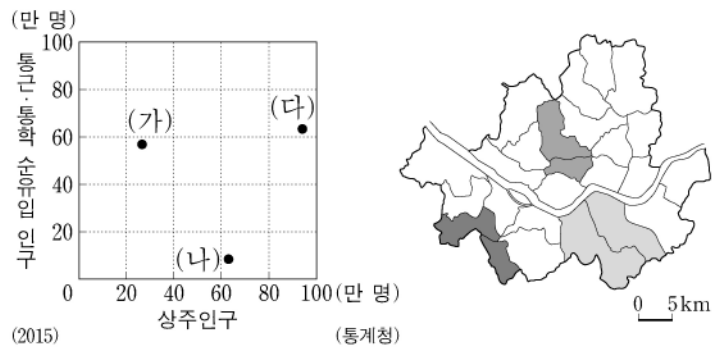 (만 명)
100
80
60
40
20
0
통근·통학 순유입 인구
(가)
(나)
(다)
20 40 60 80 100 (만 명)
상주인구
(2015)
(통계청)
0 5km